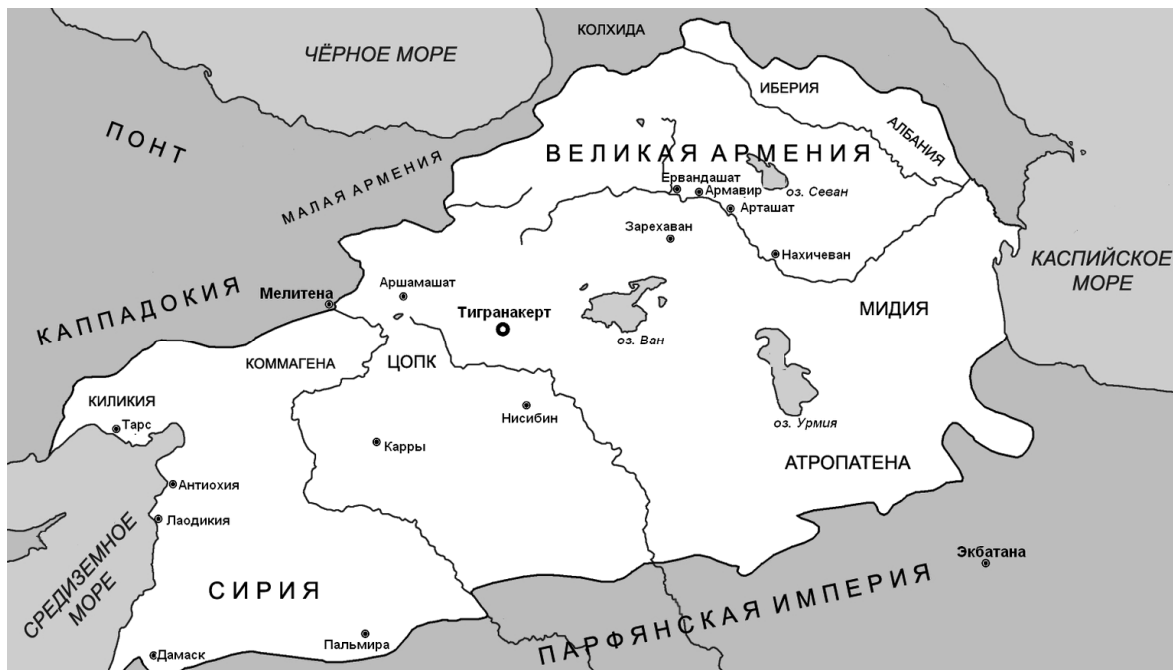 КОЛХИДА
ЧЁРНОЕ МОРЕ
ИБЕРИЯ
АЛБАНИЯ
ПОНТ
ВЕЛИКАЯ АРМЕНИЯ
МАЛАЯ АРМЕНИЯ
Ервандашат
Армавир
оз. Севан
Арташат
Зарехаван
Нахичеван
КАСПИЙСКОЕ
МОРЕ
КАППАДОКИЯ
Мелитена
Аршамашат
Тигранакерт
МИДИЯ
оз. Ван
КОММАГЕНА
ЦОПК
КИЛИКИЯ
Тарс
Нисибин
оз. Урмия
Карры
АТРОПАТЕНА
Антиохия
Лаодикия
СРЕДИЗЕМНОЕ
МОРЕ
Экбатана
СИРИЯ
ПАРФЯНСКАЯ ИМПЕРИЯ
Пальмира
Дамаск